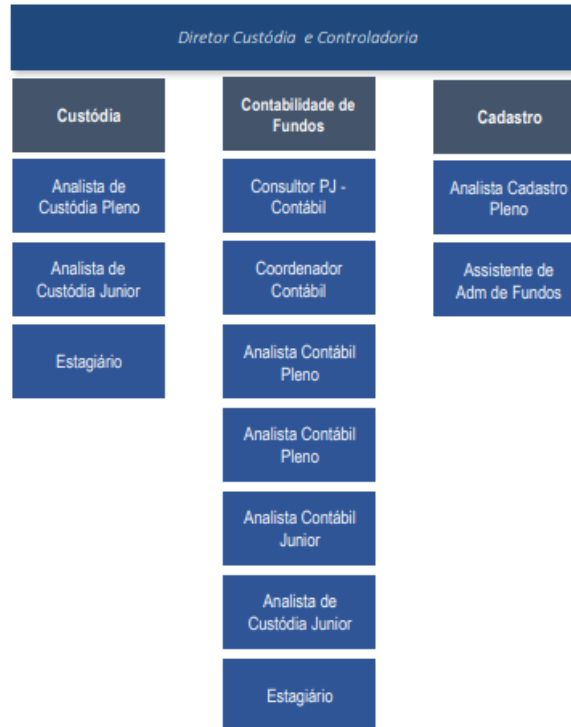 Diretor Custódia e Controladoria
Custódia
Analista de
Custódia Pleno
Analista de
Custódia Junior
Estagiário
Contabilidade de
Fundos
Consultor PJ -
Contábil
Coordenador
Contábil
Analista Contábil
Pleno
Analista Contábil
Pleno
Analista Contábil
Junior
Analista de
Custódia Junior
Estagiário
Cadastro
Analista Cadastro
Pleno
Assistente de
Adm de Fundos